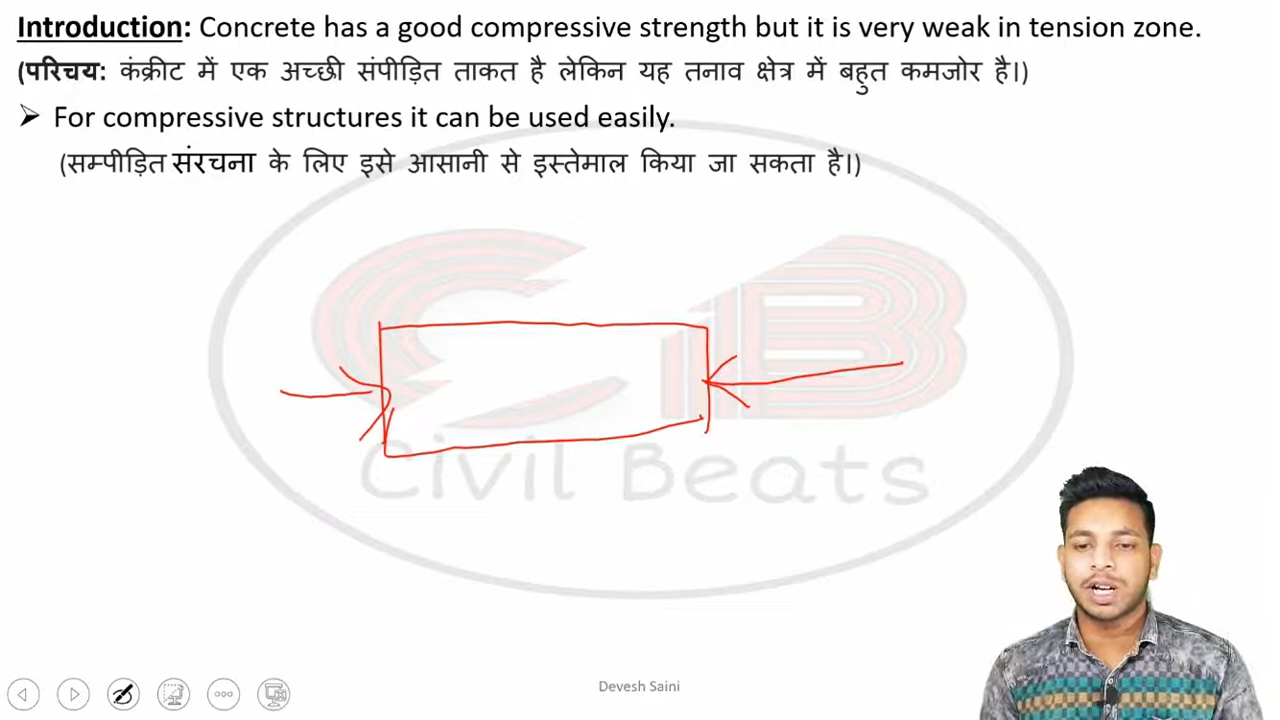 Introduction: Concrete has a good compressive strength but it is very weak in tension zone.
(परिचय: कंक्रीट में एक अच्छी संपीड़ित ताकत है लेकिन यह तनाव क्षेत्र में बहुत कमजोर है।)
➢ For compressive structures it can be used easily.
(सम्पीड़ित संरचना के लिए इसे आसानी से इस्तेमाल किया जा सकता है।)
CB
Civil Beats
Devesh Saini